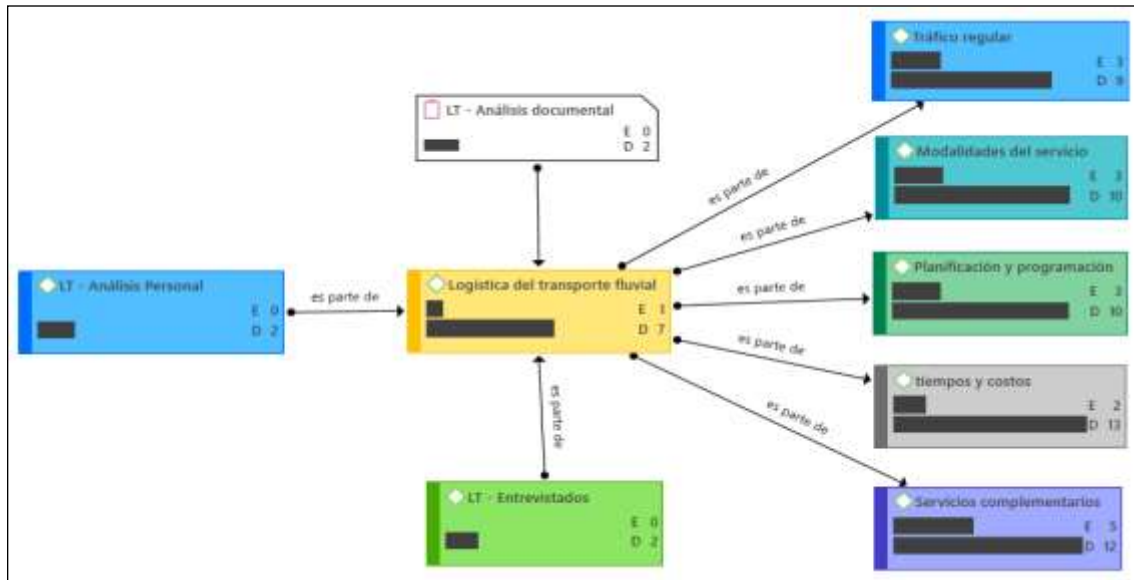 Tráfico regular
E 3
D 9
LT - Análisis documental
E 0
D 2
es parte de
Modalidades del servicio
E 3
D 10
es parte de
LT - Análisis Personal
E 0
D 2
es parte de
Logística del transporte fluvial
E 1
D 7
es parte de
Planificación y programación
E 3
D 10
es parte de
tiempos y costos
E 2
D 13
es parte de
es parte de
LT - Entrevistados
E 0
D 2
Servicios complementarios
E 5
D 12